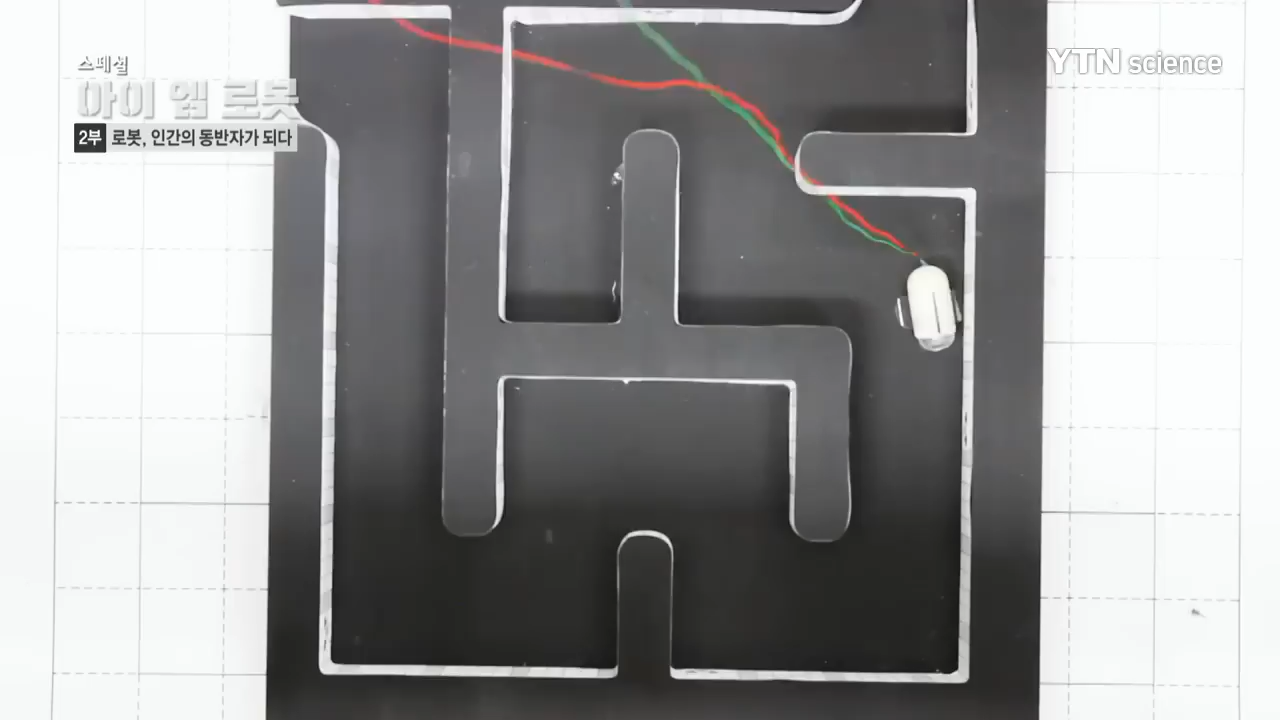 스페셜
아이 엠 로봇
2부 로봇, 인간의 동반자가 되다
YTN science